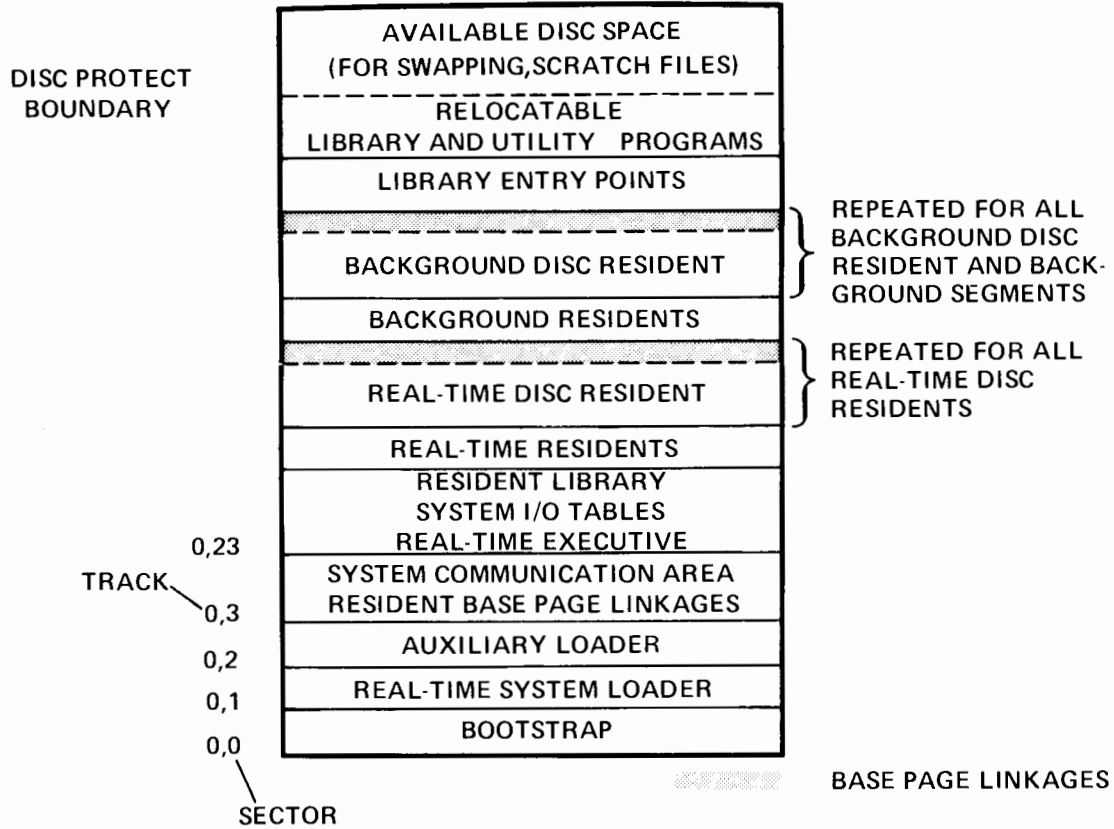 AVAILABLE DISC SPACE
(FOR SWAPPING,SCRATCH FILES)
DISC PROTECT
BOUNDARY
RELOCATABLE
LIBRARY AND UTILITY PROGRAMS
LIBRARY ENTRY POINTS
BACKGROUND DISC RESIDENT
REPEATED FOR ALL
BACKGROUND DISC
RESIDENT AND BACK-
GROUND SEGMENTS
BACKGROUND RESIDENTS
REAL-TIME DISC RESIDENT
REPEATED FOR ALL
REAL-TIME DISC
RESIDENTS
REAL-TIME RESIDENTS
RESIDENT LIBRARY
SYSTEM I/O TABLES
REAL-TIME EXECUTIVE
0,23
SYSTEM COMMUNICATION AREA
RESIDENT BASE PAGE LINKAGES
TRACK
0,3
AUXILIARY LOADER
0,2
REAL-TIME SYSTEM LOADER
0,1
BOOTSTRAP
0,0
SECTOR
BASE PAGE LINKAGES